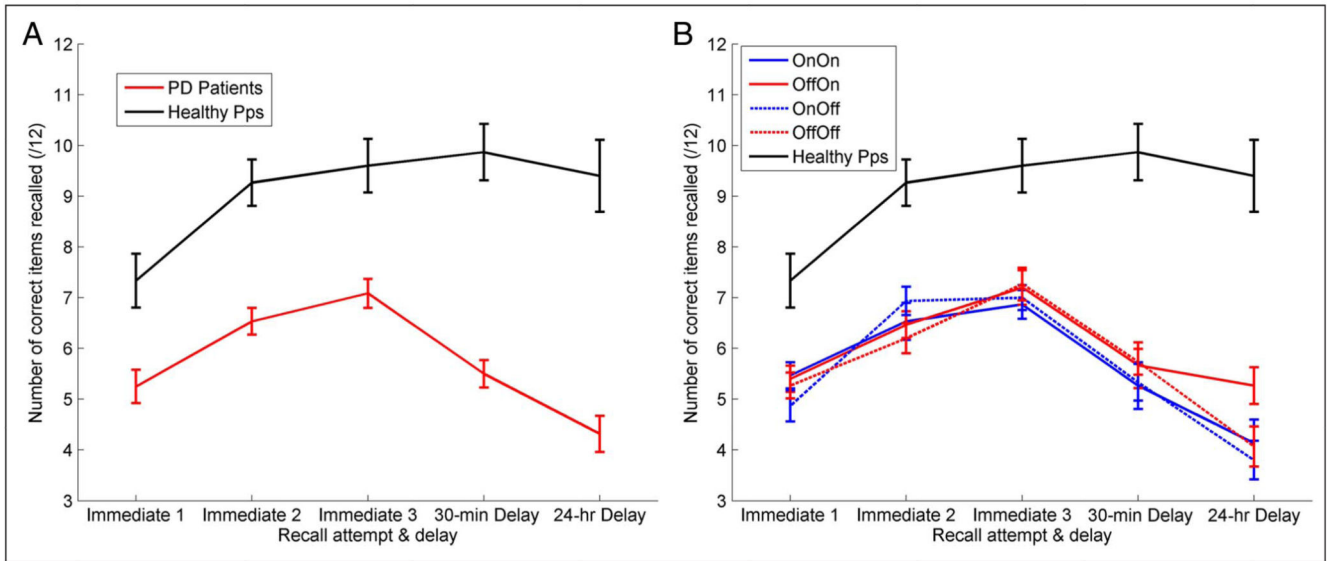 A
12
11
10
9
8
7
6
5
4
3
Number of correct items recalled (/12)
PD Patients
Healthy Pps
Immediate 1 Immediate 2 Immediate 3 30-min Delay 24-hr Delay
Recall attempt & delay
B
12
11
10
9
8
7
6
5
4
3
Number of correct items recalled (/12)
OnOn
OffOn
OnOff
OffOff
Healthy Pps
Immediate 1 Immediate 2 Immediate 3 30-min Delay 24-hr Delay
Recall attempt & delay